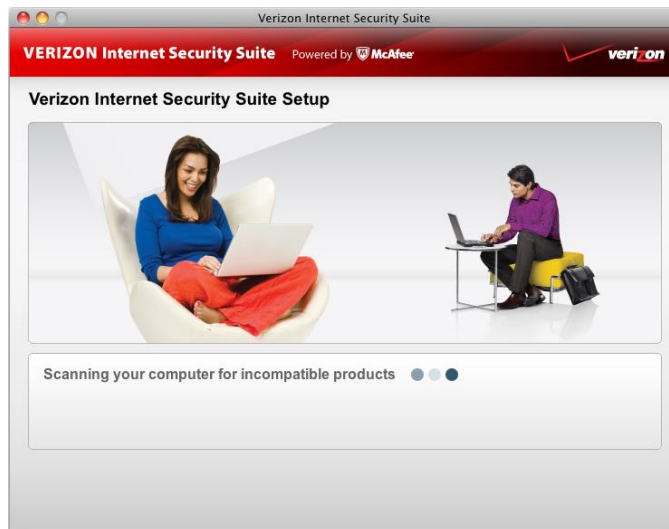 Verizon Internet Security Suite
VERIZON Internet Security Suite Powered by McAfee verizon
Verizon Internet Security Suite Setup
Scanning your computer for incompatible products